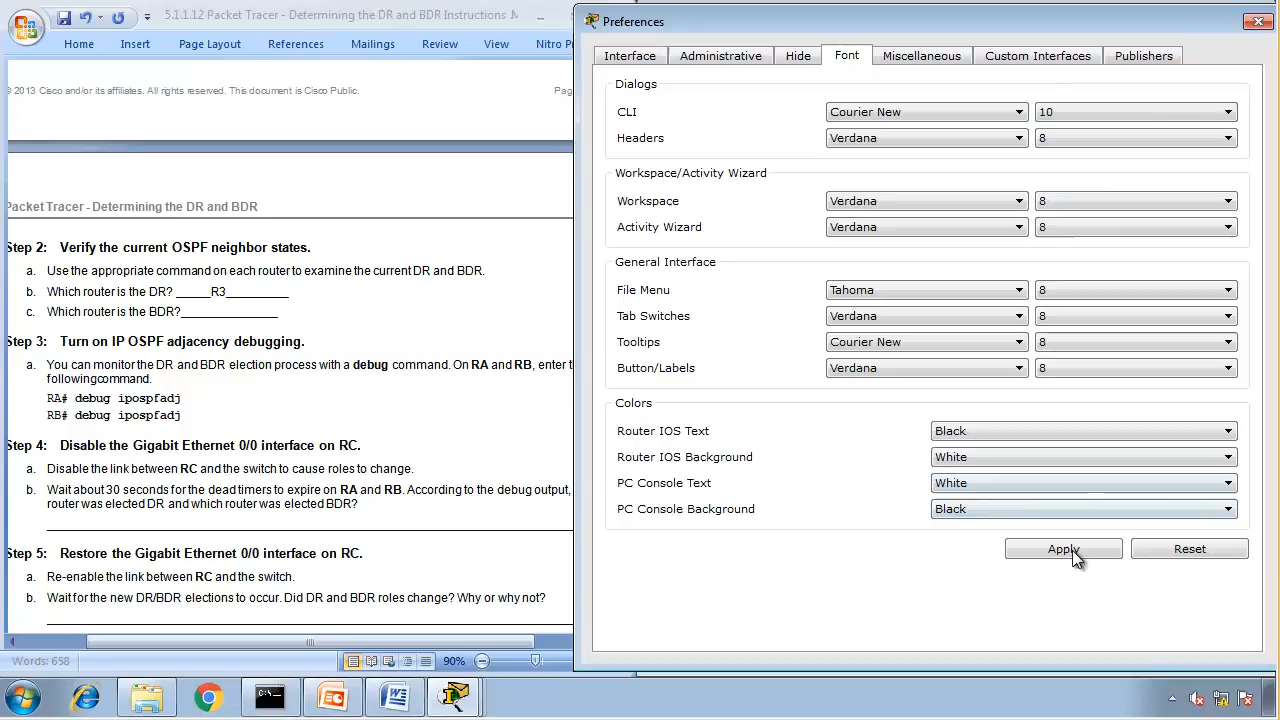 5.1.1.12 Packet Tracer - Determining the DR and BDR Instructions
Home Insert Page Layout References Mailings Review View Nitro P
© 2013 Cisco and/or its affiliates. All rights reserved. This document is Cisco Public. Pag
Packet Tracer - Determining the DR and BDR
Step 2: Verify the current OSPF neighbor states.
a. Use the appropriate command on each router to examine the current DR and BDR.
b. Which router is the DR? _____R3_________
c. Which router is the BDR?______________
Step 3: Turn on IP OSPF adjacency debugging.
a. You can monitor the DR and BDR election process with a debug command. On RA and RB, enter t
followingcommand.
RA# debug ipospfadj
RB# debug ipospfadj
Step 4: Disable the Gigabit Ethernet 0/0 interface on RC.
a. Disable the link between RC and the switch to cause roles to change.
b. Wait about 30 seconds for the dead timers to expire on RA and RB. According to the debug output,
router was elected DR and which router was elected BDR?
Step 5: Restore the Gigabit Ethernet 0/0 interface on RC.
a. Re-enable the link between RC and the switch.
b. Wait for the new DR/BDR elections to occur. Did DR and BDR roles change? Why or why not?
Words: 658 90%
Preferences
Interface Administrative Hide Font Miscellaneous Custom Interfaces Publishers
Dialogs
CLI Courier New 10
Headers Verdana 8
Workspace/Activity Wizard
Workspace Verdana 8
Activity Wizard Verdana 8
General Interface
File Menu Tahoma 8
Tab Switches Verdana 8
Tooltips Courier New 8
Button/Labels Verdana 8
Colors
Router IOS Text Black
Router IOS Background White
PC Console Text White
PC Console Background Black
Apply Reset